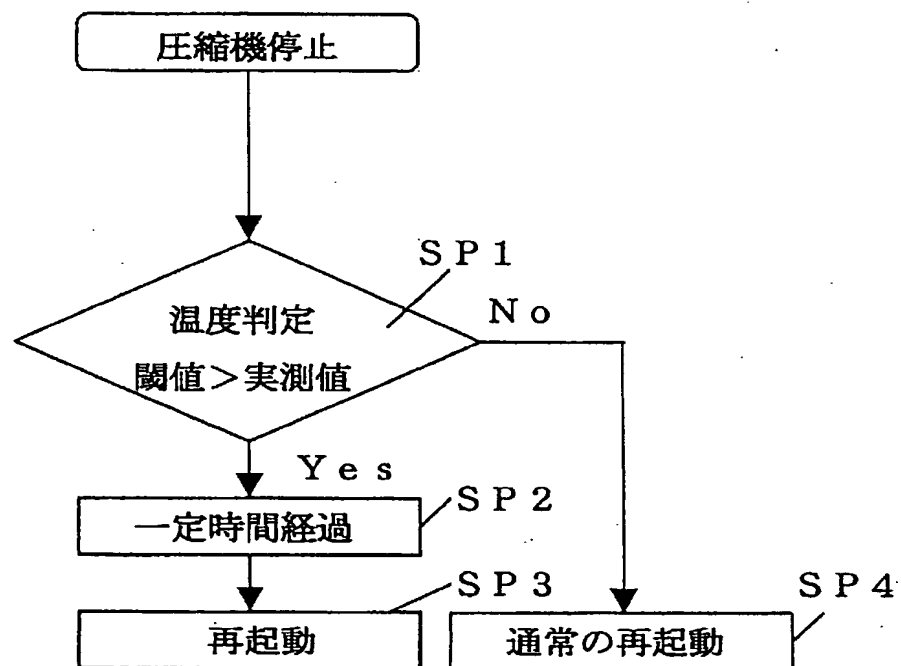 圧縮機停止
SP1
温度判定
閾値>実測値
No
Yes
SP2
一定時間経過
SP3
再起動
SP4
通常の再起動